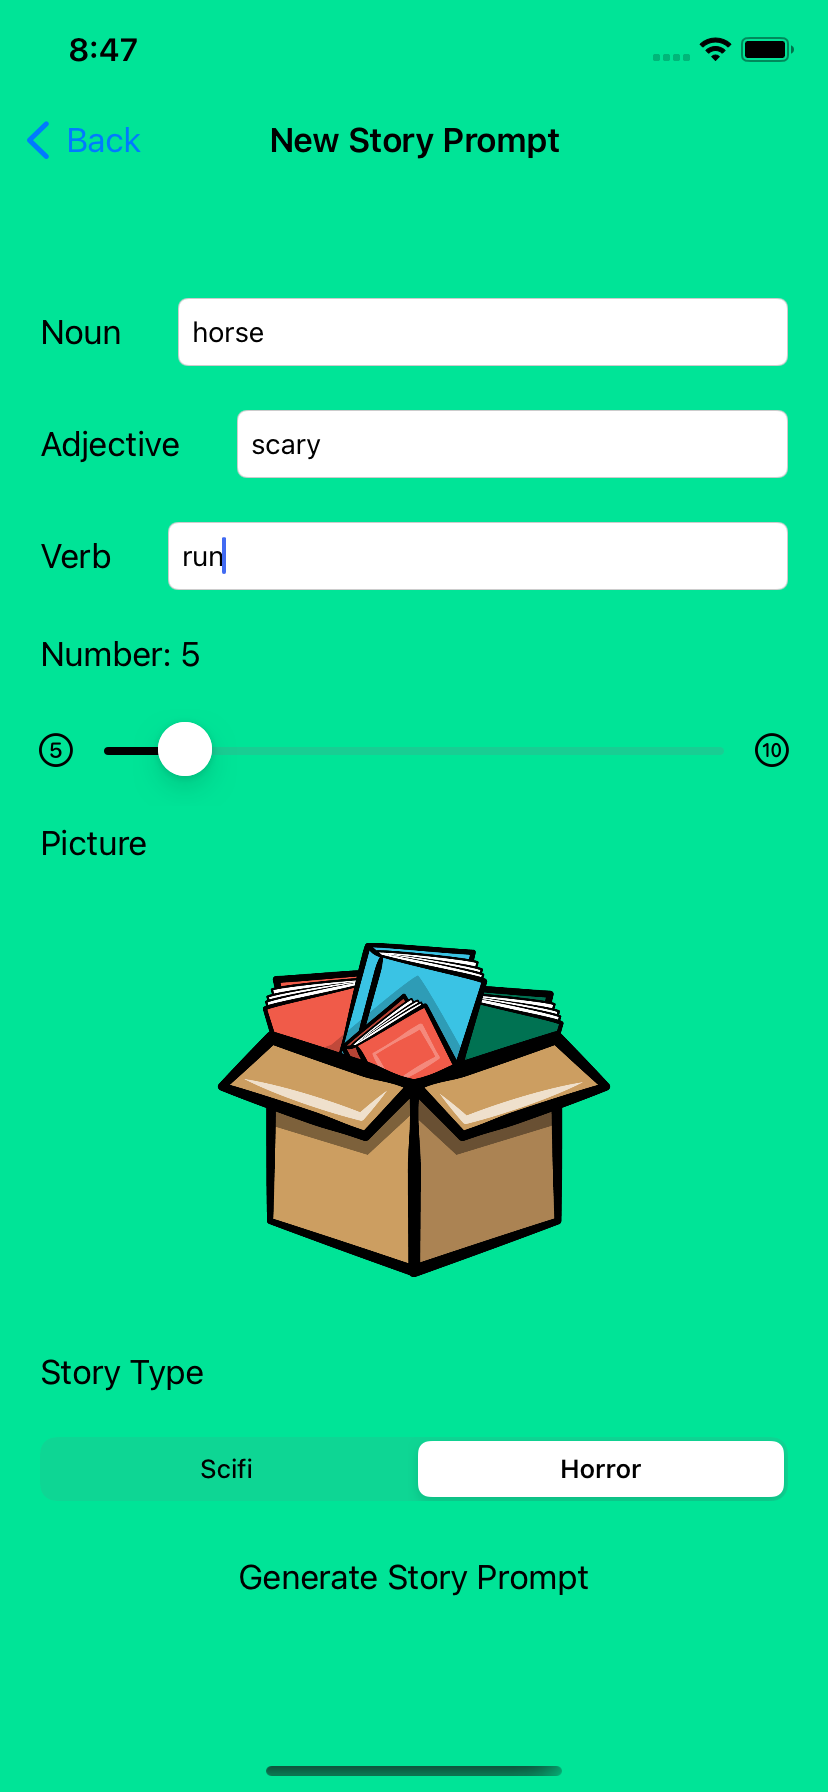 8:47
Back New Story Prompt
Noun horse
Adjective scary
Verb run
Number: 5
5 10
Picture
Story Type
Scifi Horror
Generate Story Prompt